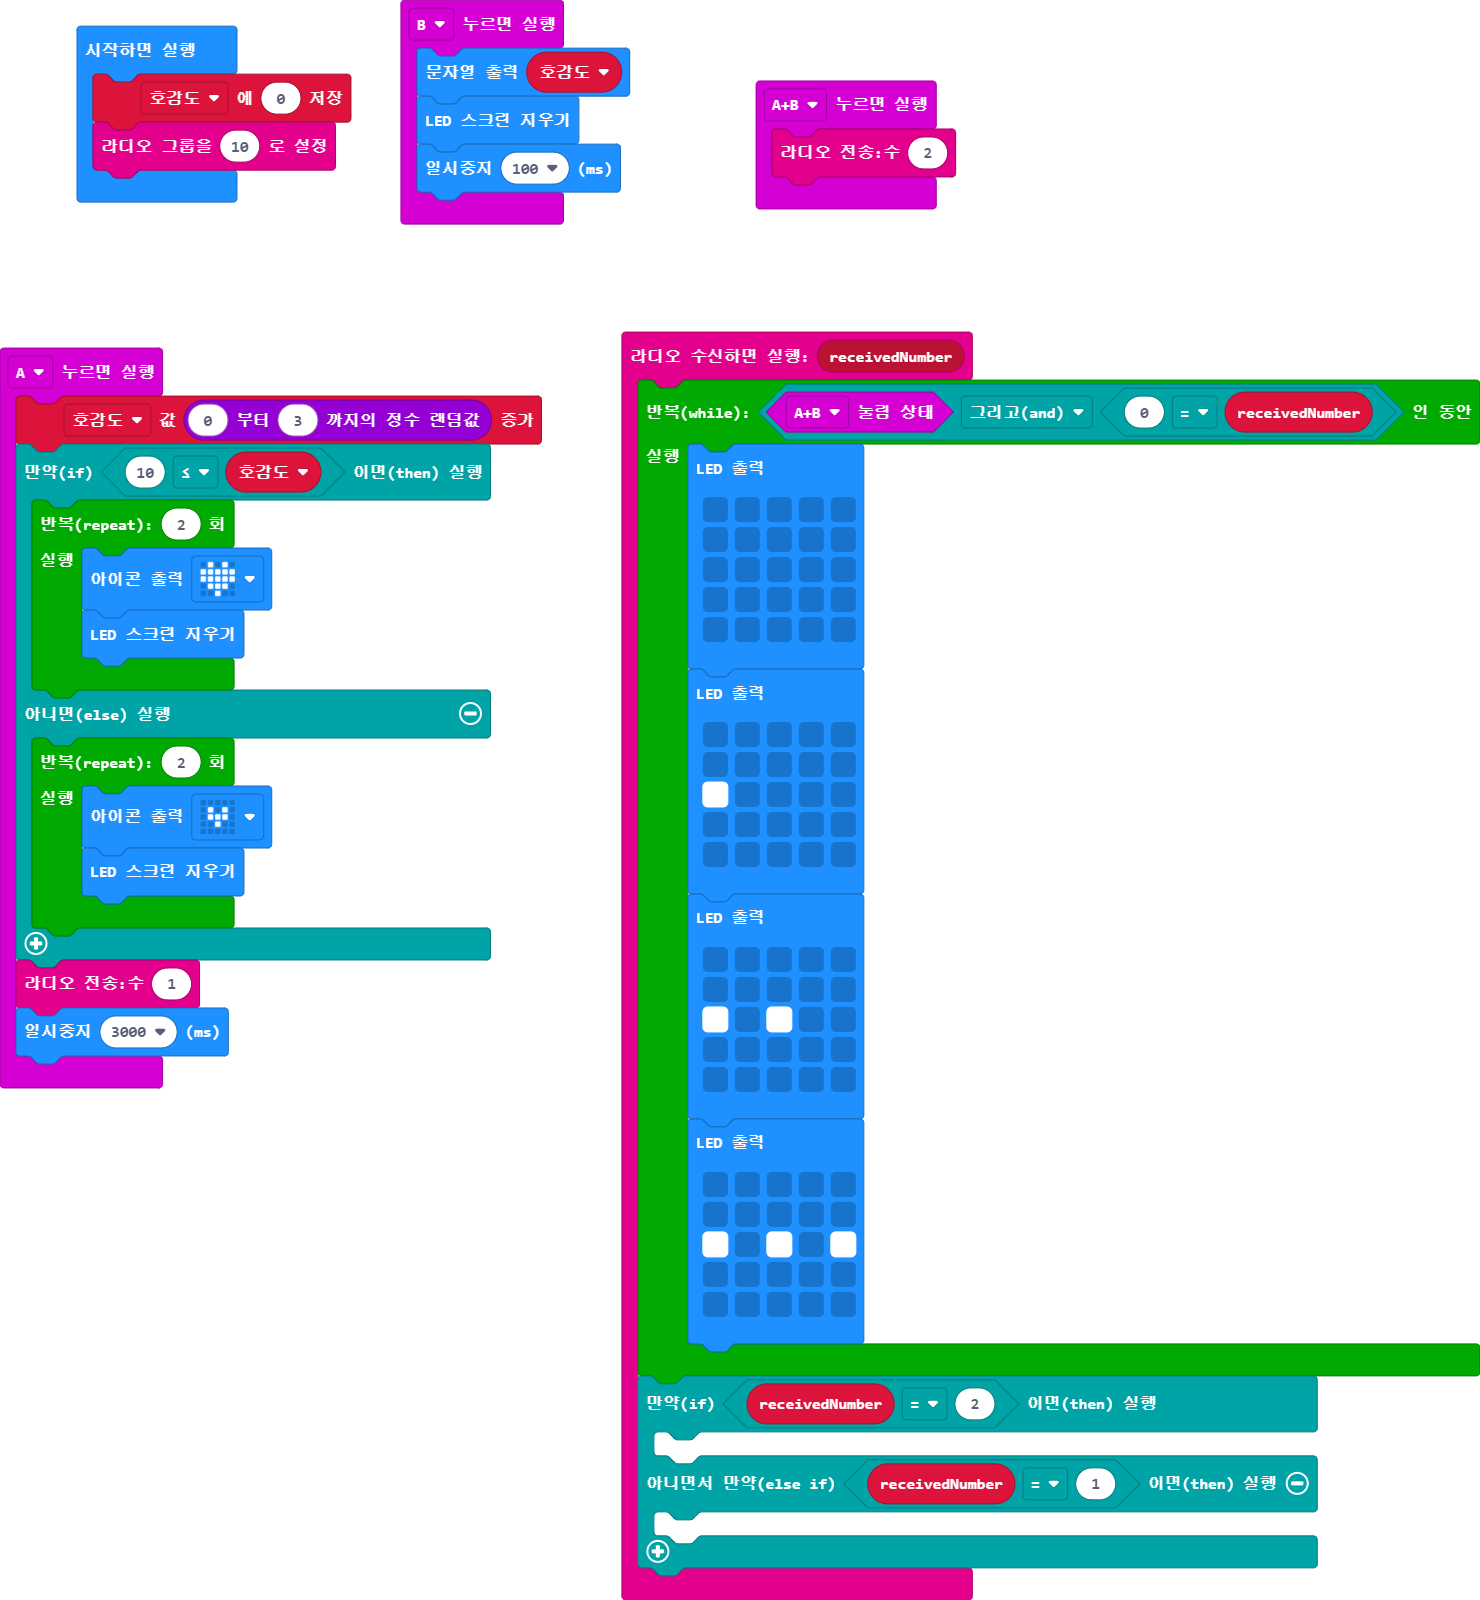 시작하면 실행
호감도 에 0 저장
라디오 그룹을 10 로 설정
B 누르면 실행
문자열 출력 호감도
LED 스크린 지우기
일시중지 100 (ms)
A+B 누르면 실행
라디오 전송:수 2
A 누르면 실행
호감도 값 0 부터 3 까지의 정수 랜덤값 증가
만약(if) 10 ≤ 호감도 이면(then) 실행
반복(repeat): 2 회
실행
아이콘 출력
LED 스크린 지우기
아니면(else) 실행
반복(repeat): 2 회
실행
아이콘 출력
LED 스크린 지우기
라디오 전송:수 1
일시중지 3000 (ms)
라디오 수신하면 실행: receivedNumber
반복(while): A+B 눌림 상태 그리고(and) 0 = receivedNumber 인 동안
실행
LED 출력
LED 출력
LED 출력
LED 출력
만약(if) receivedNumber = 2 이면(then) 실행
아니면서 만약(else if) receivedNumber = 1 이면(then) 실행